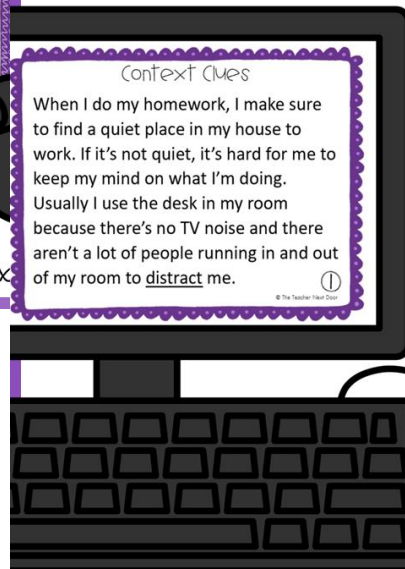 Context Clues
When I do my homework, I make sure
to find a quiet place in my house to
work. If it's not quiet, it's hard for me to
keep my mind on what I'm doing.
Usually I use the desk in my room
because there's no TV noise and there
aren't a lot of people running in and out
of my room to distract me.
1
© The Teacher Next Door